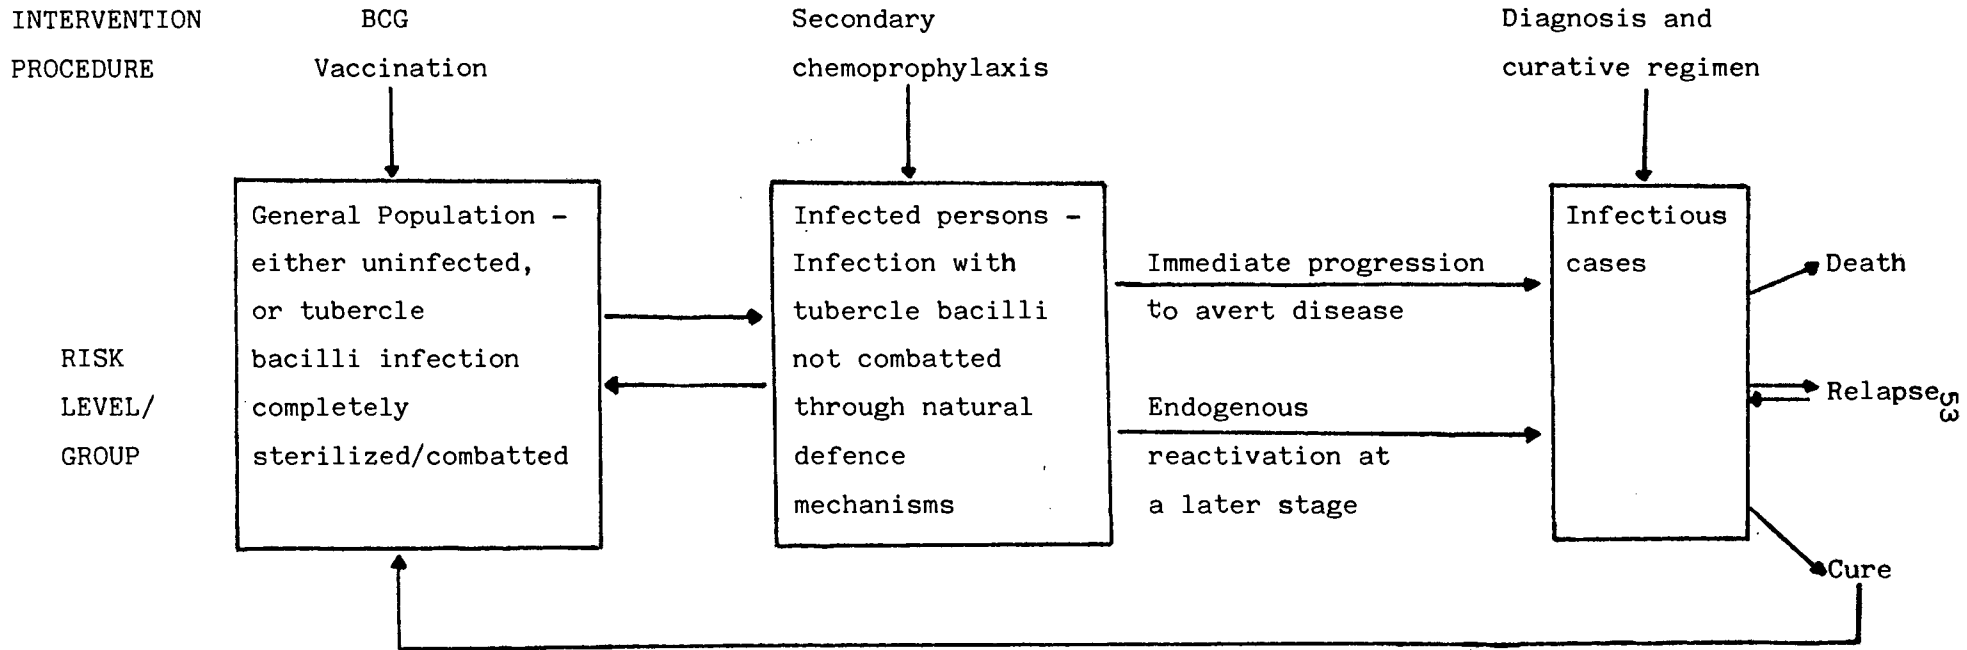 INTERVENTION
PROCEDURE
BCG
Vaccination
Secondary
chemoprophylaxis
Diagnosis and
curative regimen
RISK
LEVEL/
GROUP
General Population -
either uninfected,
or tubercle
bacilli infection
completely
sterilized/combatted
Infected persons -
Infection with
tubercle bacilli
not combatted
through natural
defence
mechanisms
Immediate progression
to avert disease
Endogenous
reactivation at
a later stage
Infectious
cases
Death
Relapse
Cure
53